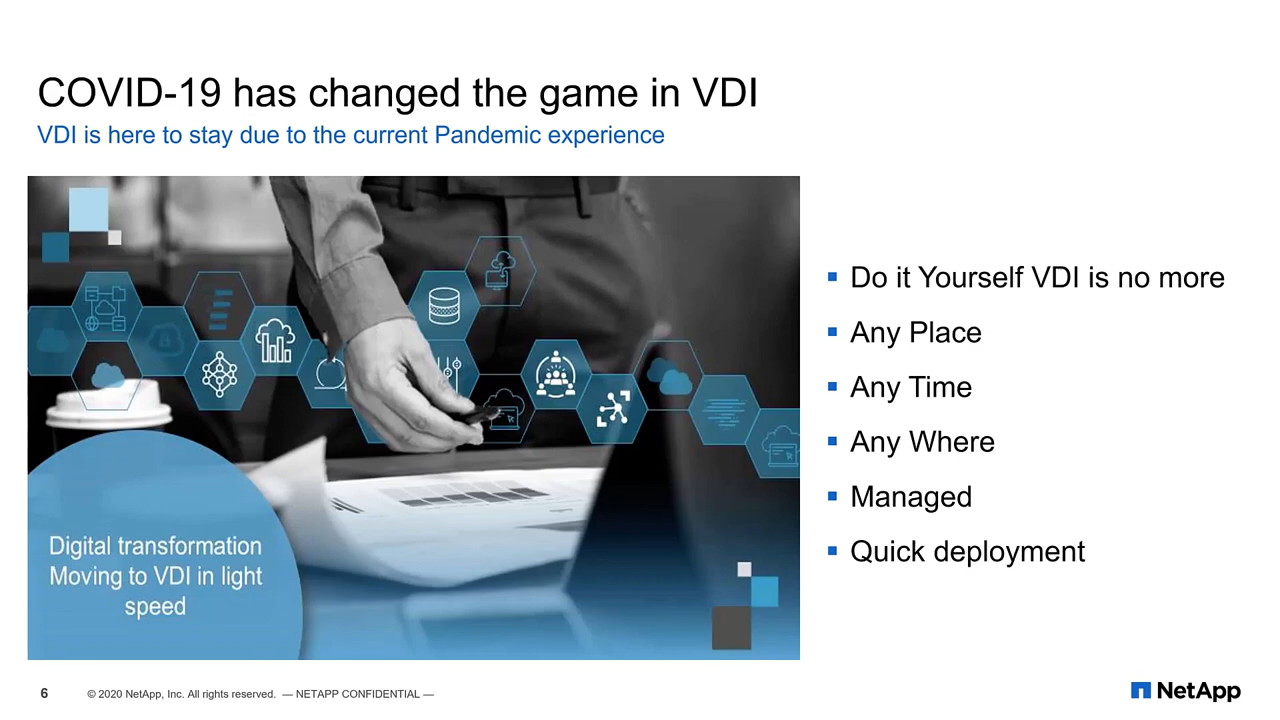 COVID-19 has changed the game in VDI
VDI is here to stay due to the current Pandemic experience
Digital transformation
Moving to VDI in light
speed
▪ Do it Yourself VDI is no more
▪ Any Place
▪ Any Time
▪ Any Where
▪ Managed
▪ Quick deployment
6 © 2020 NetApp, Inc. All rights reserved. — NETAPP CONFIDENTIAL —
NetApp